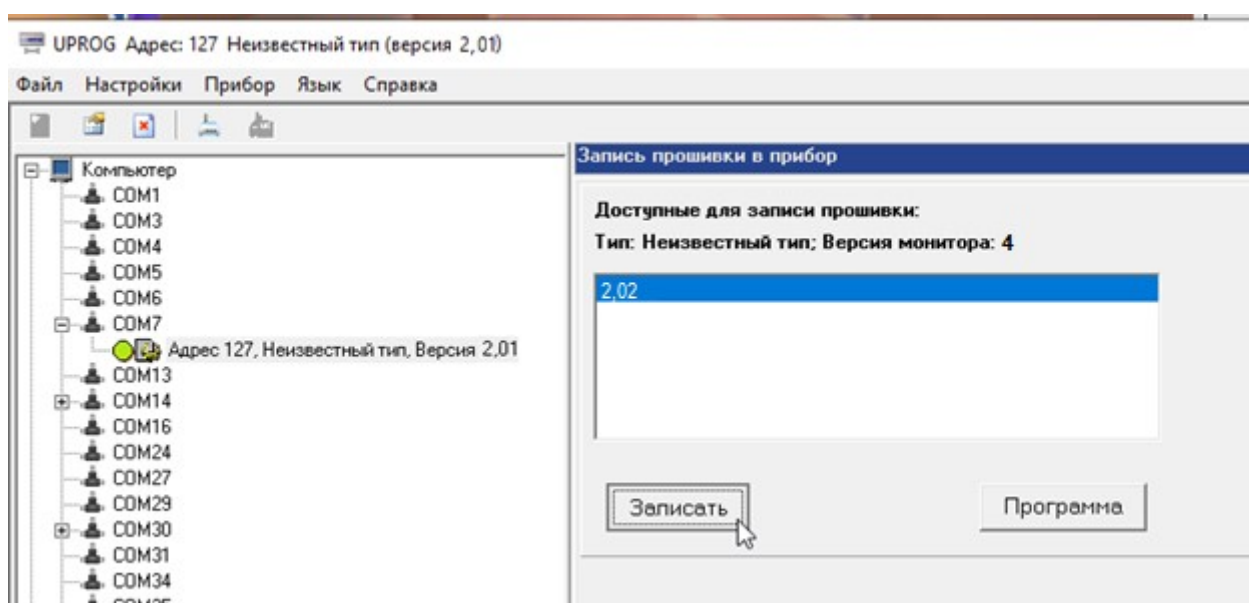 UPROG Адрес: 127 Неизвестный тип (версия 2,01)
Файл Настройки Прибор Язык Справка
Компьютер
COM1
COM3
COM4
COM5
COM6
COM7
Адрес 127, Неизвестный тип, Версия 2,01
COM13
COM14
COM16
COM24
COM27
COM29
COM30
COM31
COM34
Запись прошивки в прибор
Доступные для записи прошивки:
Тип: Неизвестный тип; Версия монитора: 4
2,02
Записать
Программа